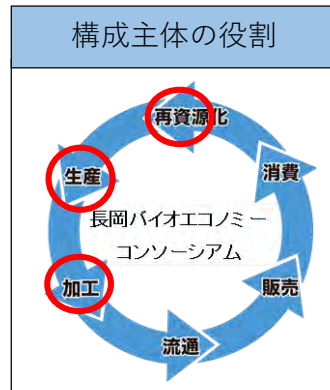 構成主体の役割
再資源化
生産
消費
長岡バイオエコノミー
コンソーシアム
加工
販売
流通